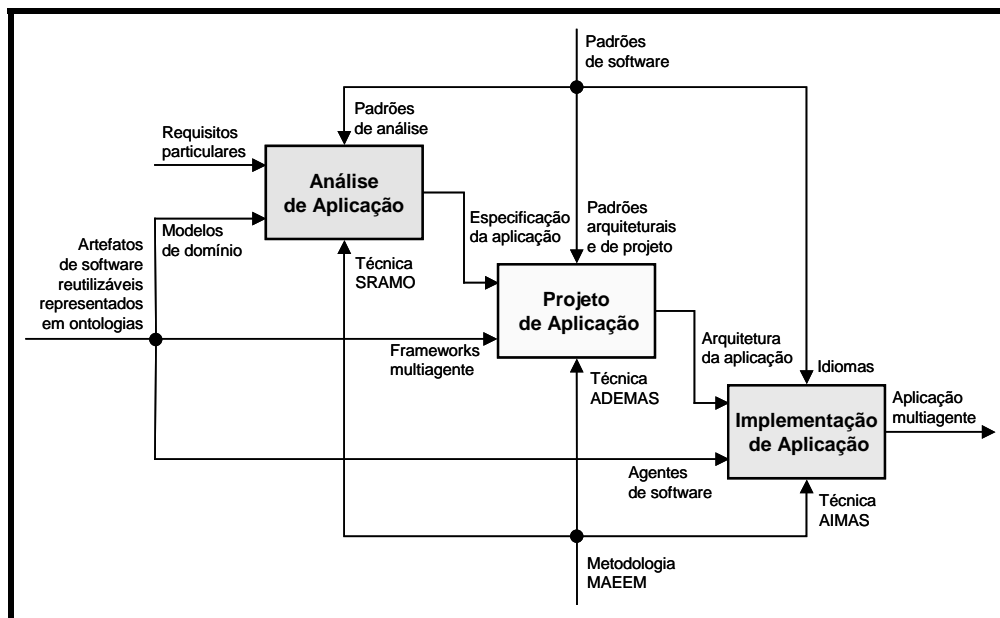 Padrões
de software
Padrões
de análise
Requisitos
particulares
Análise
de Aplicação
Modelos
de domínio
Especificação
da aplicação
Padrões
arquiteturais
e de projeto
Artefatos
de software
reutilizáveis
representados
em ontologias
Técnica
SRAMO
Projeto
de Aplicação
Frameworks
multiagente
Arquitetura
da aplicação
Técnica
ADEMAS
Idiomas
Implementação
de Aplicação
Aplicação
multiagente
Agentes
de software
Técnica
AIMAS
Metodologia
MAEEM